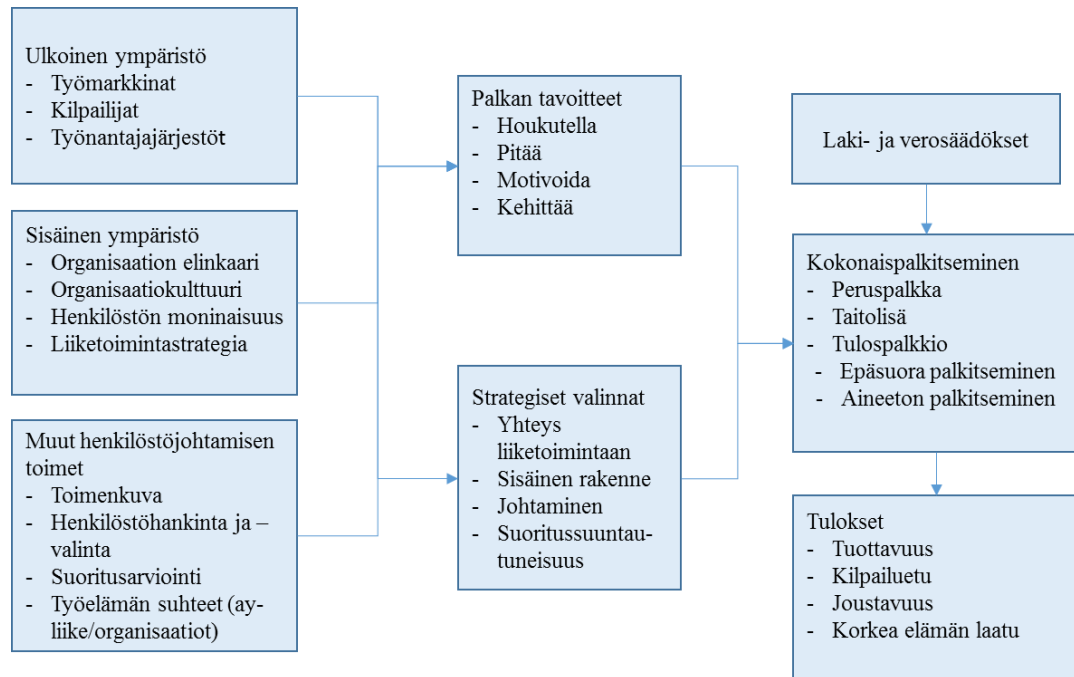 Ulkoinen ympäristö
- Työmarkkinat
- Kilpailijat
- Työnantajajärjestöt
Sisäinen ympäristö
- Organisaation elinkaari
- Organisaatiokulttuuri
- Henkilöstön moninaisuus
- Liiketoimintastrategia
Muut henkilöstöjohtamisen
toimet
- Toimenkuva
- Henkilöstöhankinta ja –
valinta
- Suoritusarviointi
- Työelämän suhteet (ay-
liike/organisaatiot)
Palkan tavoitteet
- Houkutella
- Pitää
- Motivoida
- Kehittää
Strategiset valinnat
- Yhteys
liiketoimintaan
- Sisäinen rakenne
- Johtaminen
- Suoritussuuntau-
tuneisuus
Laki- ja verosäädökset
Kokonaispalkitseminen
- Peruspalkka
- Taitolisä
- Tulospalkkio
- Epäsuora palkitseminen
- Aineeton palkitseminen
Tulokset
- Tuottavuus
- Kilpailuetu
- Joustavuus
- Korkea elämän laatu